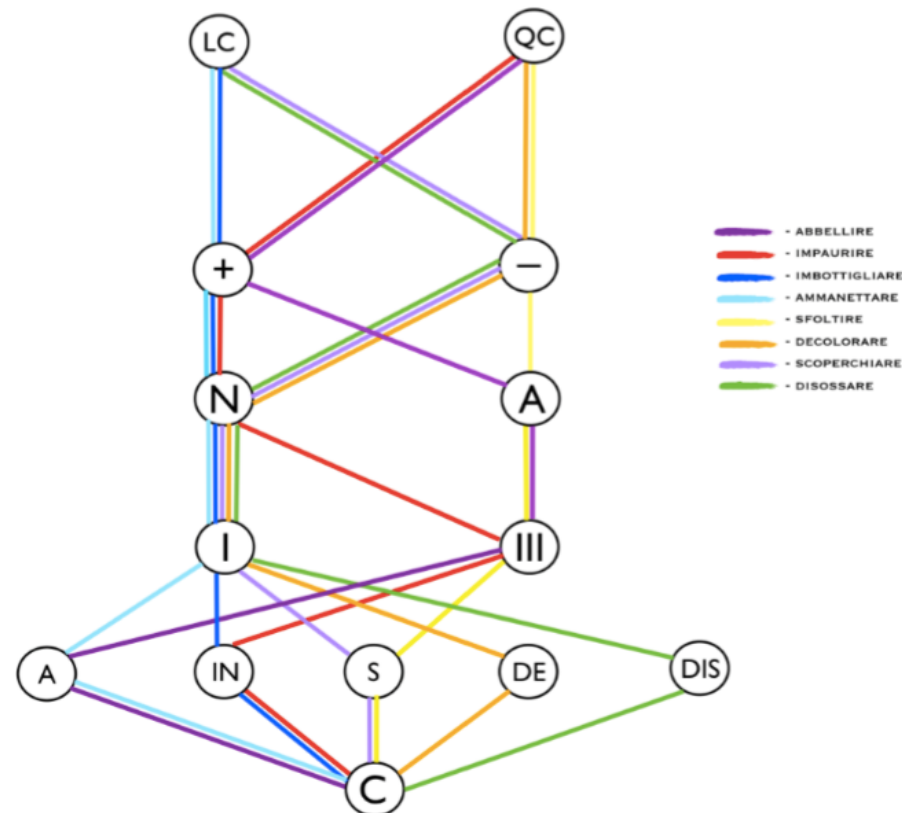 LC
QC
+
−
N
A
I
III
A
IN
S
DE
DIS
C
- ABBELLIRE
- IMPAURIRE
- IMBOTTIGLIARE
- AMMANETTARE
- SFOLTIRE
- DECOLORARE
- SCOPERCHIARE
- DISOSSARE